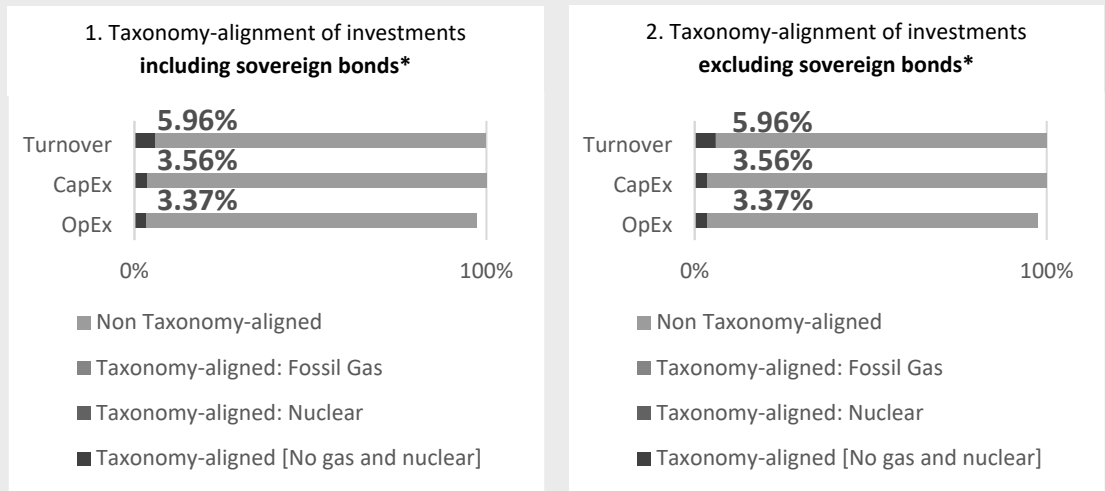 1. Taxonomy-alignment of investments
including sovereign bonds*
5.96%
Turnover
3.56%
CapEx
3.37%
OpEx
0%
100%
Non Taxonomy-aligned
Taxonomy-aligned: Fossil Gas
Taxonomy-aligned: Nuclear
Taxonomy-aligned [No gas and nuclear]
2. Taxonomy-alignment of investments
excluding sovereign bonds*
5.96%
Turnover
3.56%
CapEx
3.37%
OpEx
0%
100%
Non Taxonomy-aligned
Taxonomy-aligned: Fossil Gas
Taxonomy-aligned: Nuclear
Taxonomy-aligned [No gas and nuclear]